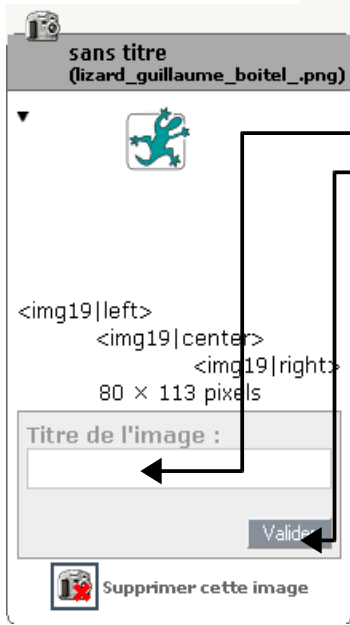 sans titre
(lizard_guillaume_boitel_.png)
<img19|left>
<img19|center>
<img19|right>
80 × 113 pixels
Titre de l'image :
Valider
Supprimer cette image